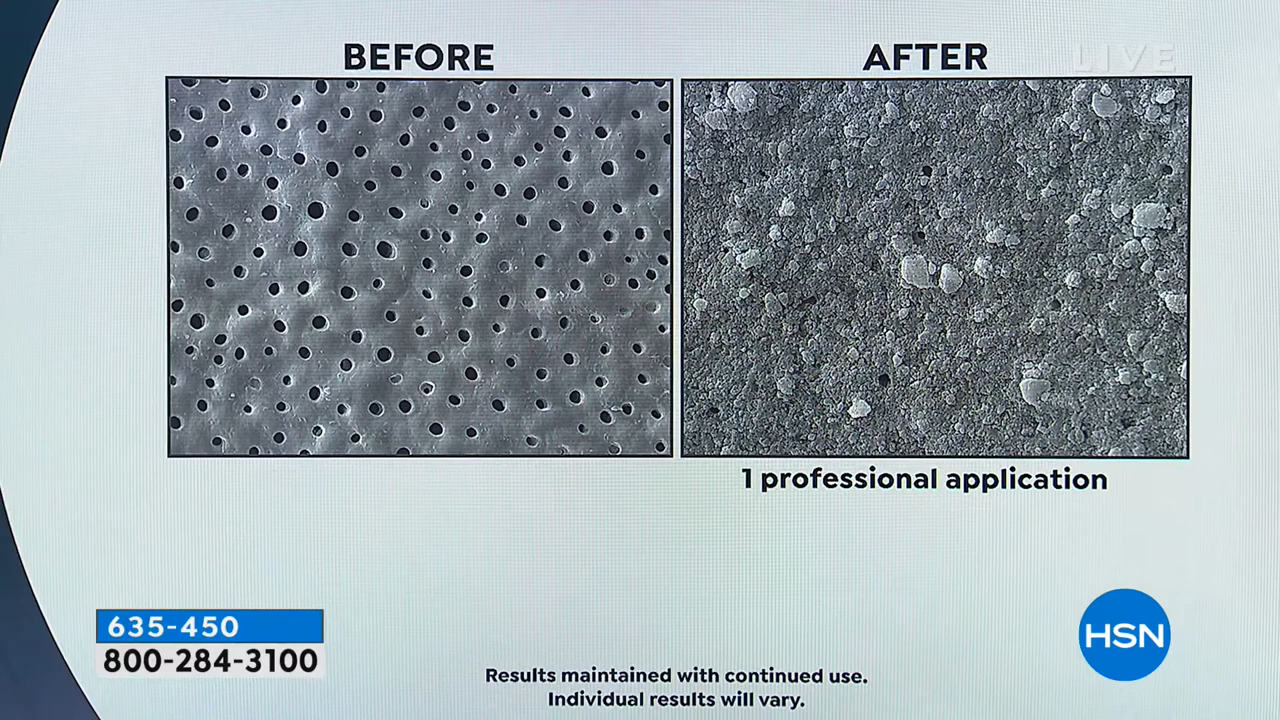 BEFORE
AFTER
LIVE
1 professional application
635-450
800-284-3100
HSN
Results maintained with continued use.
Individual results will vary.